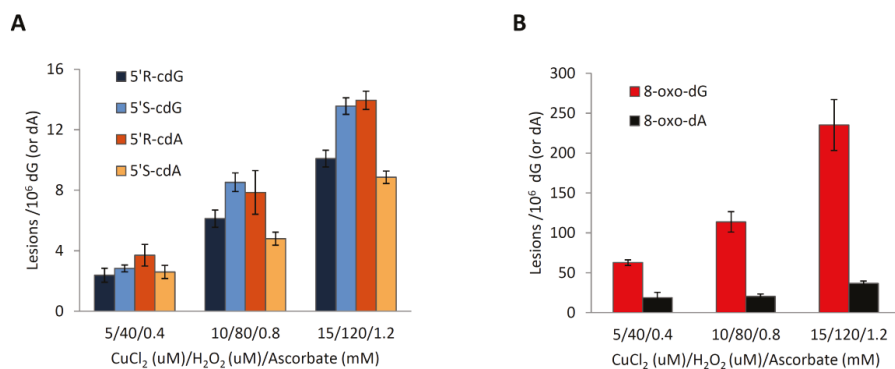 A
Lesions /10⁶ dG (or dA)
16
12
8
4
0
5'R-cdG
5'S-cdG
5'R-cdA
5'S-cdA
5/40/0.4
10/80/0.8
15/120/1.2
CuCl₂ (uM)/H₂O₂ (uM)/Ascorbate (mM)
B
Lesions /10⁶ dG (or dA)
300
250
200
150
100
50
0
8-oxo-dG
8-oxo-dA
5/40/0.4
10/80/0.8
15/120/1.2
CuCl₂ (uM)/H₂O₂ (uM)/Ascorbate (mM)